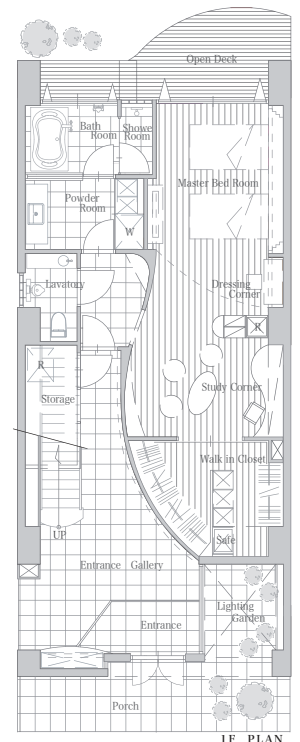 Open Deck
Bath
Room
Showe
Room
Master Bed Room
Powder
Room
W
Lavatory
Dressing
Corner
R
R
Study Corner
Storage
Walk in Closet
UP
Safe
Entrance Gallery
Lighting
Garden
Entrance
Porch
1F PLAN